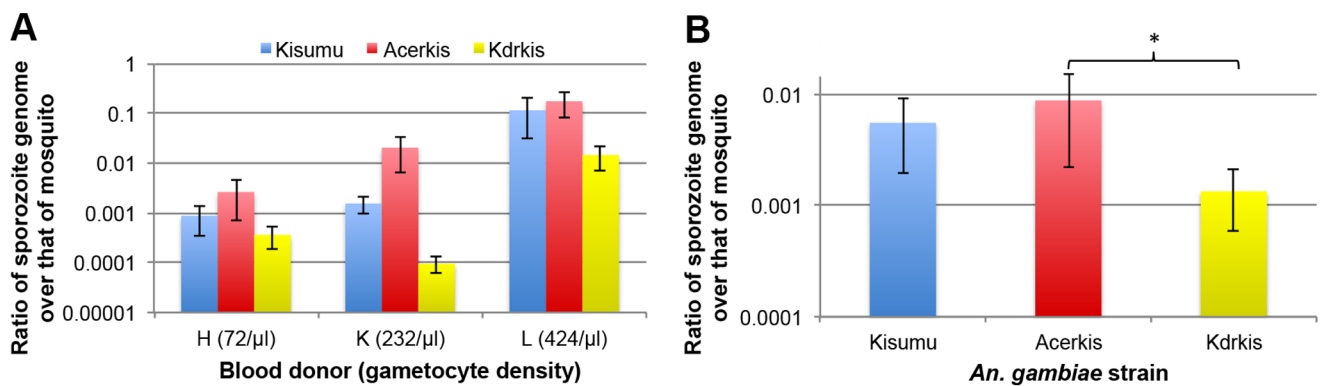 A
Kisumu Acerkis Kdrkis
Ratio of sporozoite genome
over that of mosquito
1
0.1
0.01
0.001
0.0001
0.00001
H (72/µl) K (232/µl) L (424/µl)
Blood donor (gametocyte density)
B
*
Ratio of sporozoite genome
over that of mosquito
0.01
0.001
0.0001
Kisumu Acerkis Kdrkis
An. gambiae strain